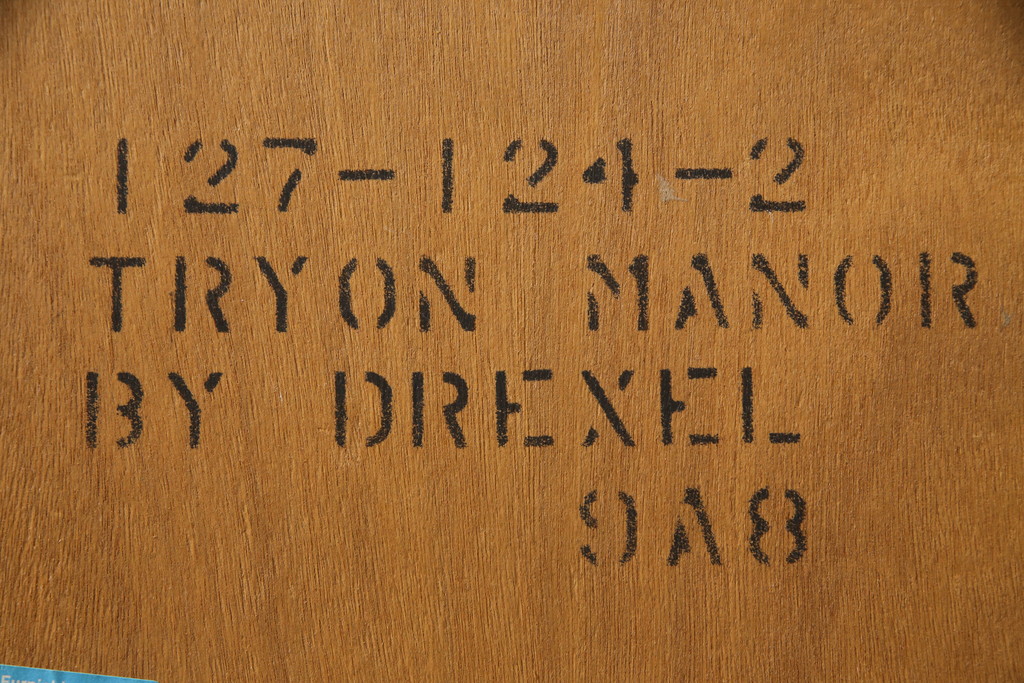 127-124-2
TRYON MANOR
BY DREXEL
9A8